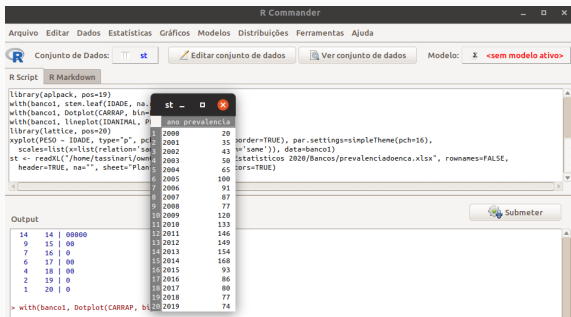 R Commander
Arquivo Editar Dados Estatísticas Gráficos Modelos Distribuições Ferramentas Ajuda
Conjunto de Dados: st Editar conjunto de dados Ver conjunto de dados Modelo: Σ <sem modelo ativo>
R Script R Markdown
library(aplpack, pos=19)
with(banco1, stem.leaf(IDADE, na.
with(banco1, Dotplot(CARRAP, bin=
with(banco1, lineplot(IDANIMAL, P
library(lattice, pos=20)
xyplot(PESO ~ IDADE, type="p", pch order=TRUE), par.settings=simpleTheme(pch=16),
scales=list(x=list(relation='sam 'same')), data=banco1)
st <- readXL("/home/tassinari/own statisticos 2020/Bancos/prevalenciadoenca.xlsx", rownames=FALSE,
header=TRUE, na="", sheet="Plan ors=TRUE)
st
ano prevalencia
1 2000 20
2 2001 35
3 2002 43
4 2003 50
5 2004 65
6 2005 100
7 2006 91
8 2007 87
9 2008 77
10 2009 120
11 2010 133
12 2011 146
13 2012 149
14 2013 154
15 2014 168
16 2015 93
17 2016 86
18 2017 80
19 2018 77
20 2019 74
Output
Submeter
14 14 | 00000
9 15 | 00
7 16 | 0
6 17 | 00
4 18 | 00
2 19 | 0
1 20 | 0
> with(banco1, Dotplot(CARRAP, bi